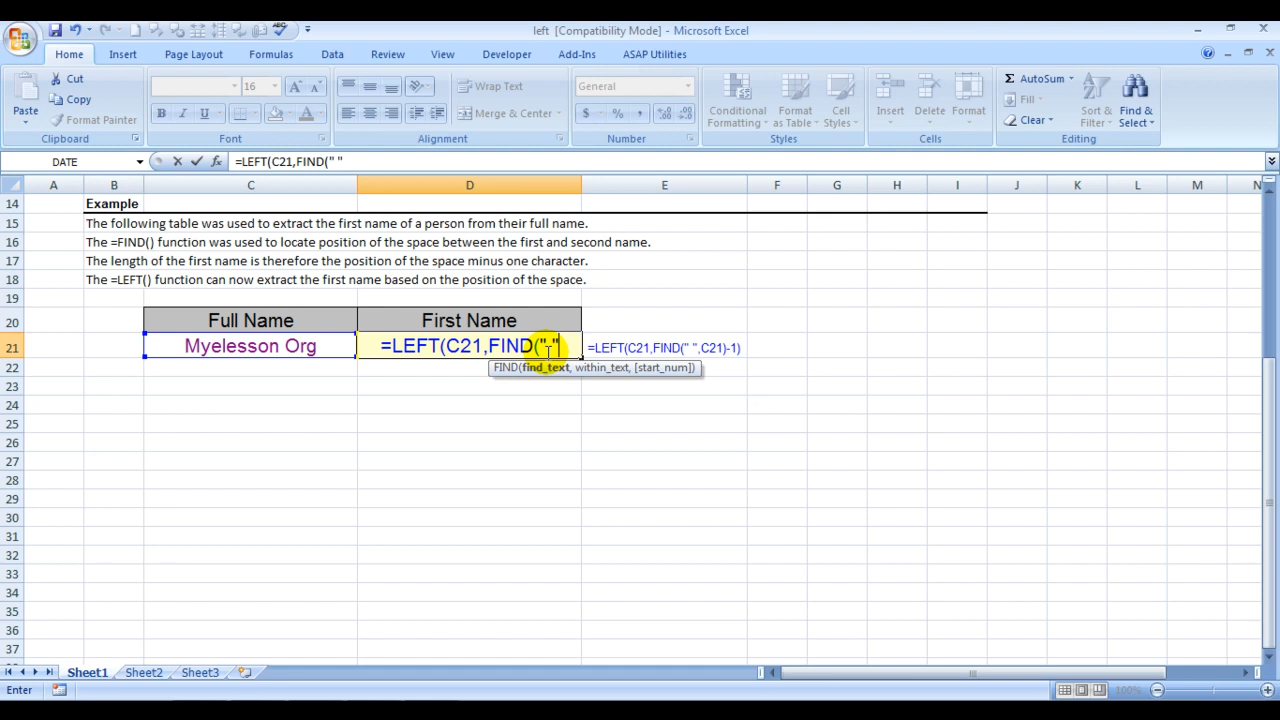 left [Compatibility Mode] - Microsoft Excel
Home Insert Page Layout Formulas Data Review View Developer Add-Ins ASAP Utilities
Paste Cut Copy Format Painter
16
Wrap Text Merge & Center
General
Conditional Formatting Format as Table Cell Styles
Insert Delete Format
AutoSum Fill Clear Sort & Filter Find & Select
Clipboard Font Alignment Number Styles Cells Editing
DATE =LEFT(C21,FIND(" "
A B C D E F G H I J K L M N
14 Example
15 The following table was used to extract the first name of a person from their full name.
16 The =FIND() function was used to locate position of the space between the first and second name.
17 The length of the first name is therefore the position of the space minus one character.
18 The =LEFT() function can now extract the first name based on the position of the space.
19
20 Full Name First Name
21 Myelesson Org =LEFT(C21,FIND(" " =LEFT(C21,FIND(" ",C21)-1)
22 FIND(find_text, within_text, [start_num])
23
24
25
26
27
28
29
30
31
32
33
34
35
36
37
Sheet1 Sheet2 Sheet3
Enter 100%